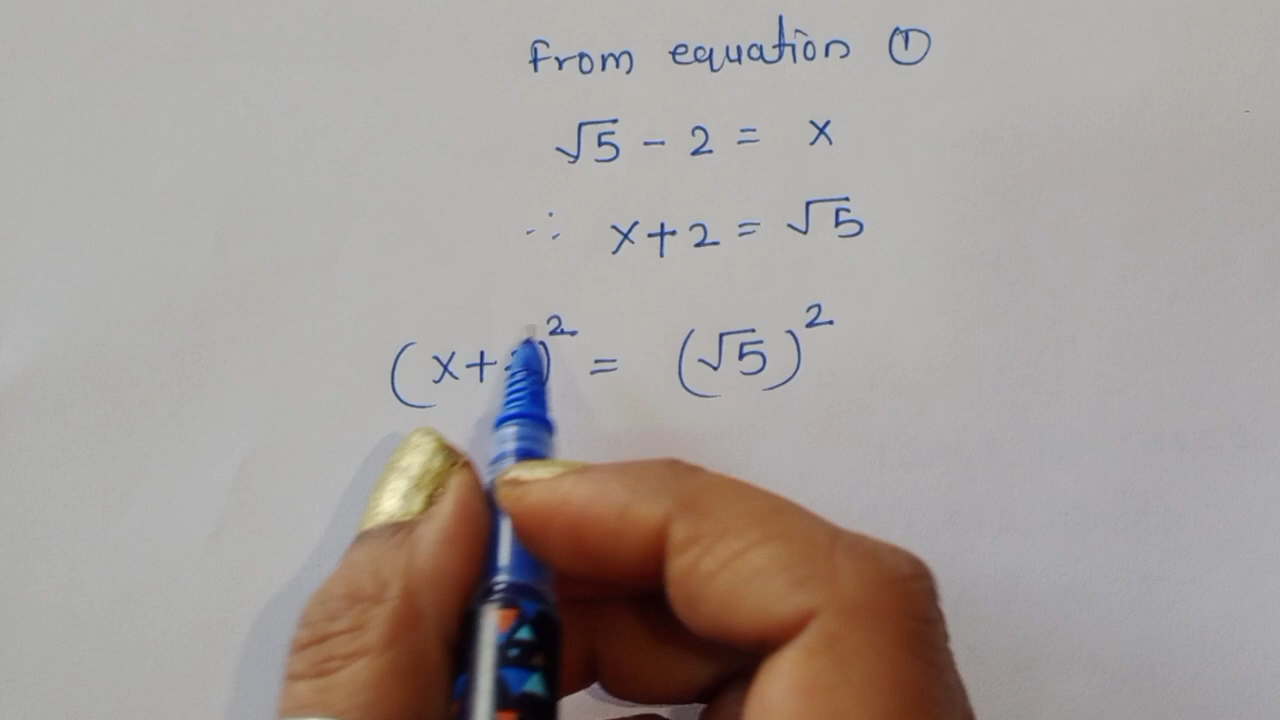 From equation ①
√5 - 2 = x
∴ x+2 = √5
(x+ )² = (√5)²